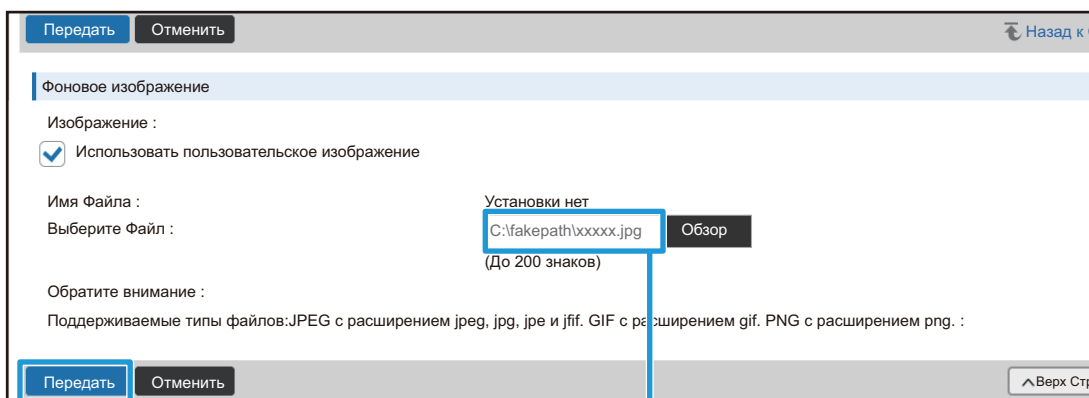 Передать Отменить Назад к
Фоновое изображение
Изображение :
Использовать пользовательское изображение
Имя Файла : Установки нет
Выберите Файл : C:\fakepath\xxxxx.jpg Обзор
(До 200 знаков)
Обратите внимание :
Поддерживаемые типы файлов:JPEG с расширением jpeg, jpg, jpe и jfif. GIF с расширением gif. PNG с расширением png. :
Передать Отменить Верх